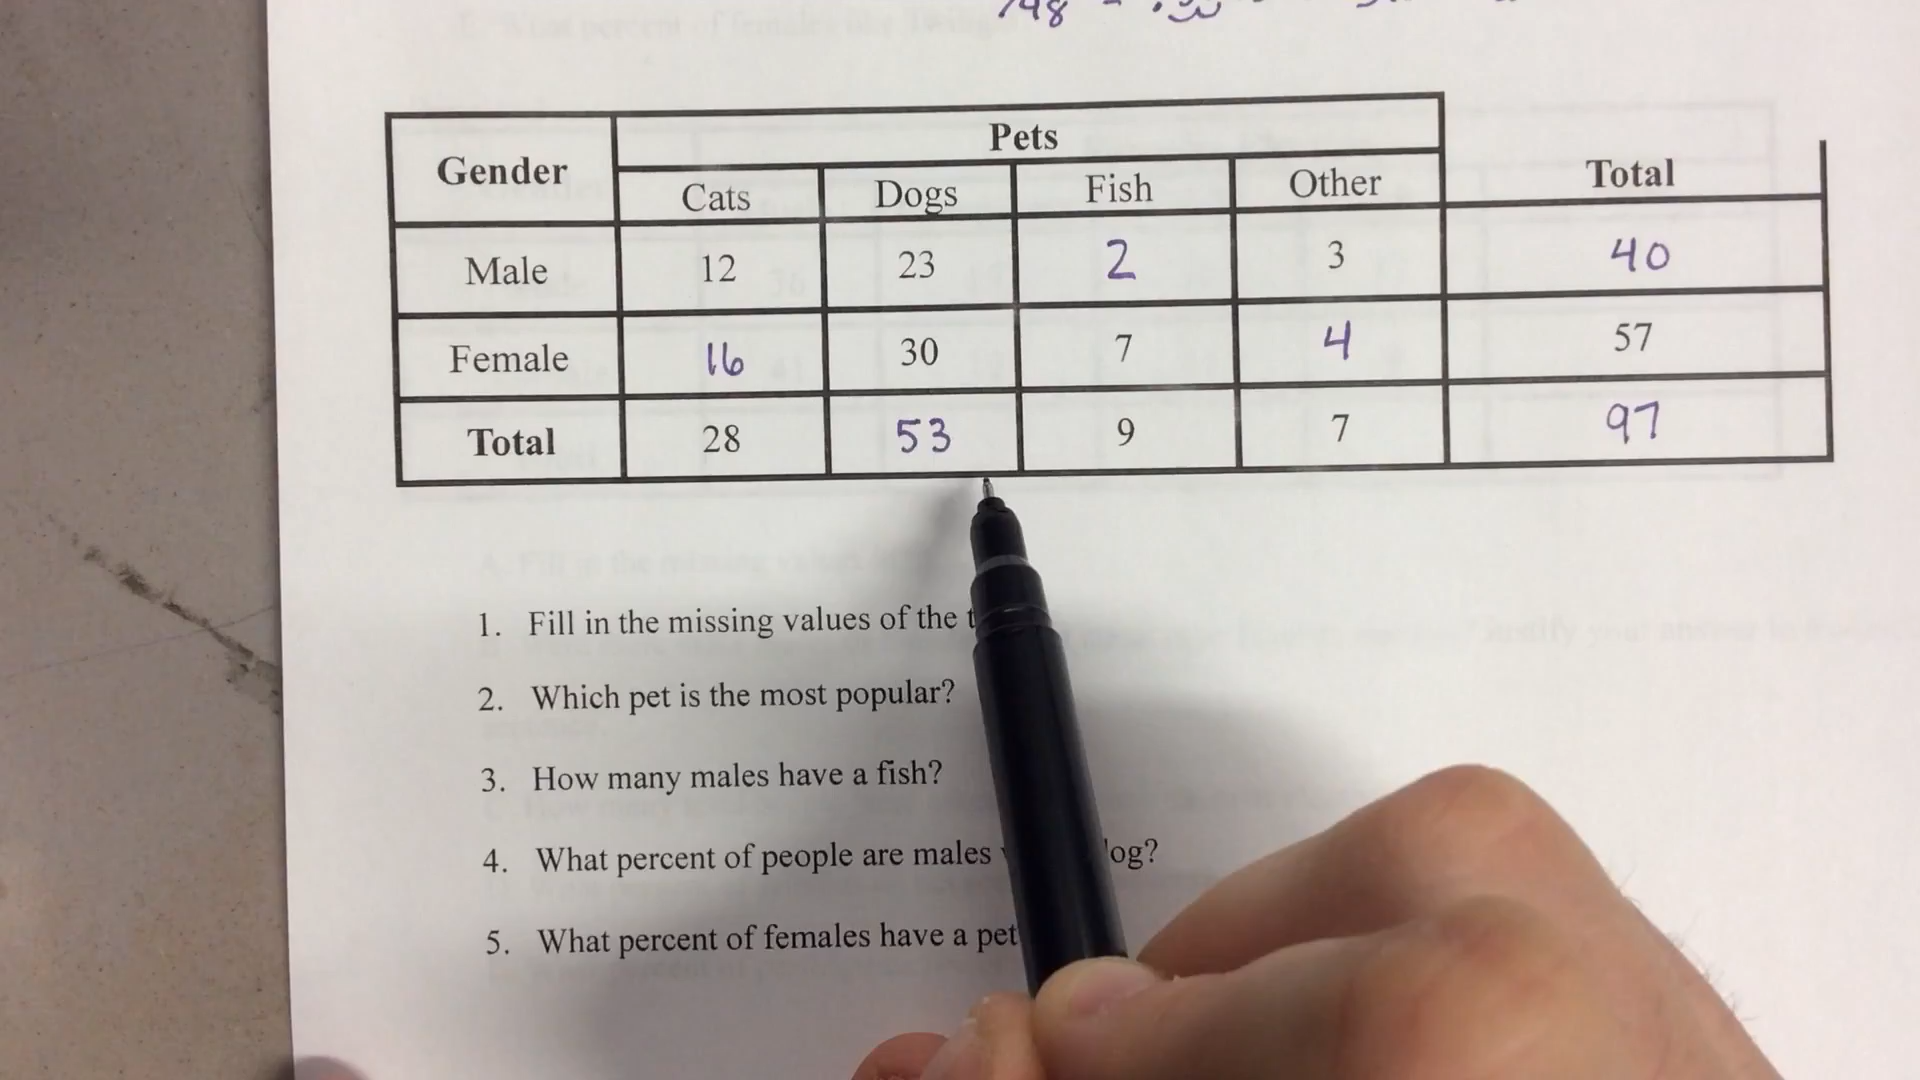 Pets
Gender Total
Cats Dogs Fish Other
Male 12 23 2 3 40
Female 16 30 7 4 57
Total 28 53 9 7 97
1. Fill in the missing values of the
2. Which pet is the most popular?
3. How many males have a fish?
4. What percent of people are males og?
5. What percent of females have a pet